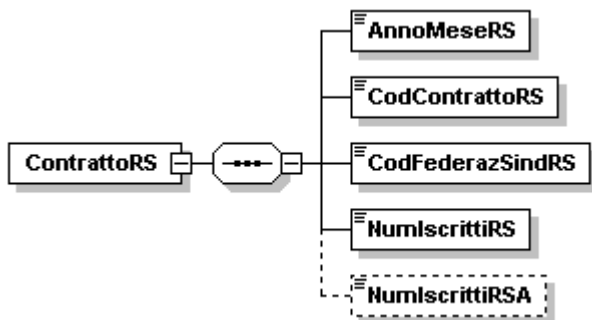 AnnoMeseRS
CodContrattoRS
ContrattoRS
CodFederazSindRS
NumIscrittiRS
NumIscrittiRSA